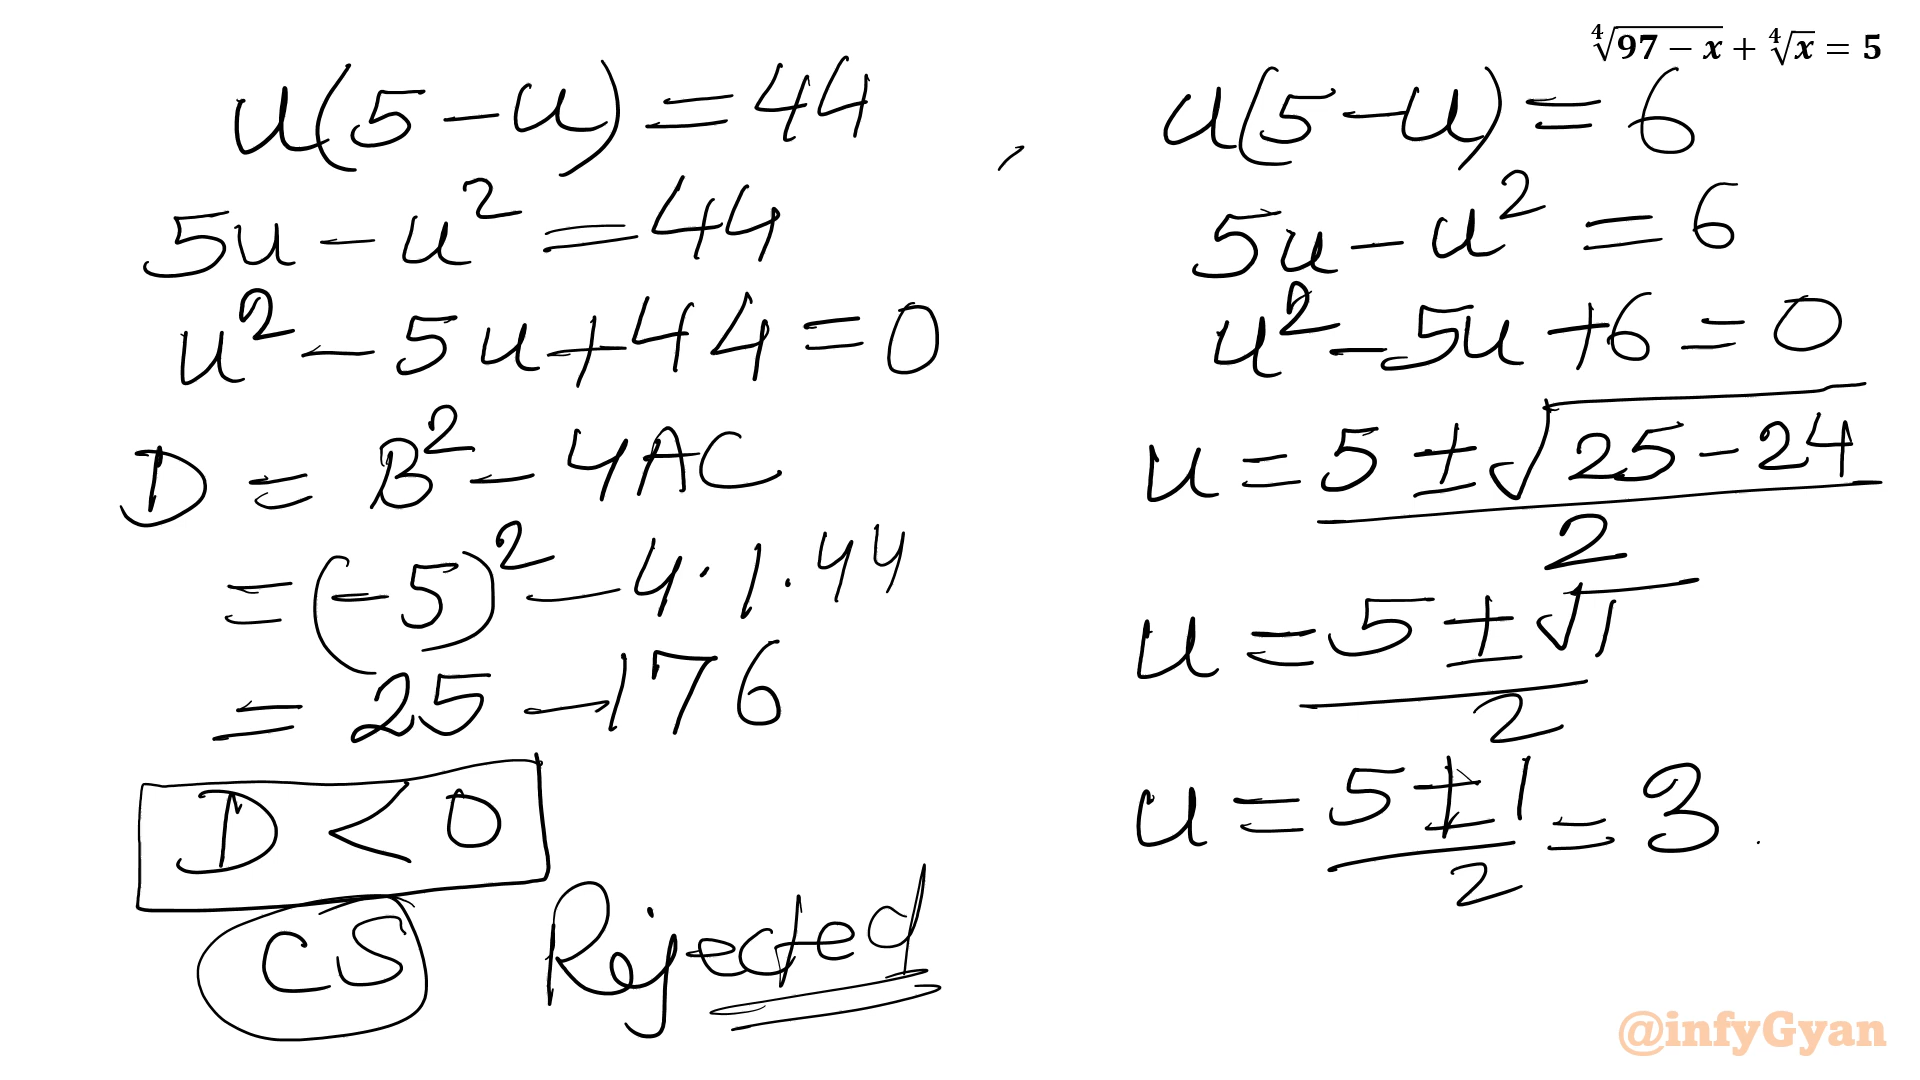 ∜(97 − x) + ∜x = 5
u(5-u) = 44 ,
5u - u² = 44
u² - 5u + 44 = 0
D = B² - 4AC
= (-5)² - 4·1·44
= 25 - 176
D < 0
CS Rejected
u(5-u) = 6
5u - u² = 6
u² - 5u + 6 = 0
u = (5 ± √(25-24))/2
u = (5 ± √1)/2
u = (5 ± 1)/2 = 3
@infyGyan